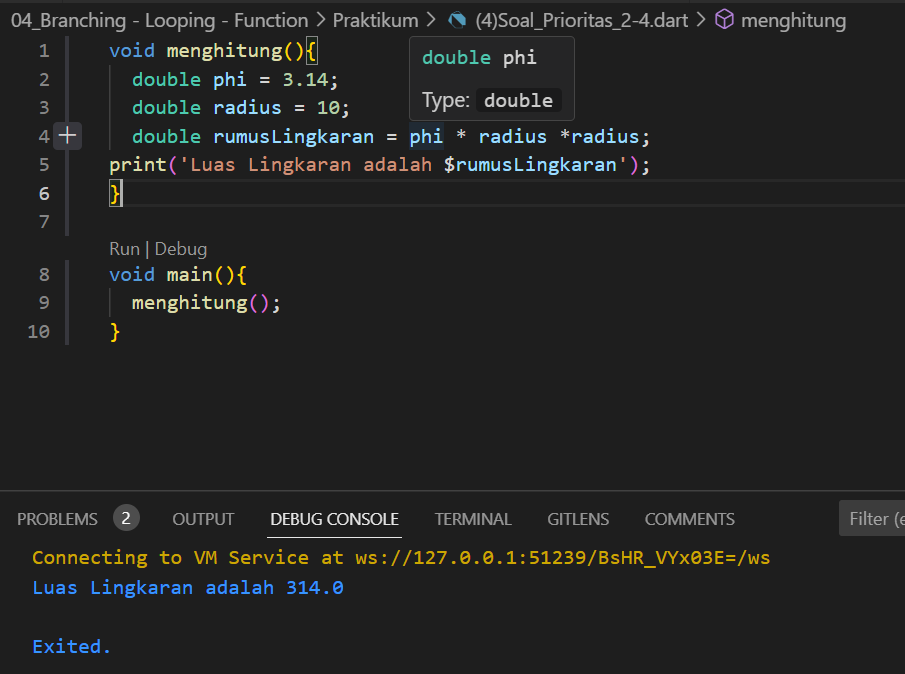 04_Branching - Looping - Function > Praktikum > (4)Soal_Prioritas_2-4.dart > menghitung
1 void menghitung(){
2 double phi = 3.14;
3 double radius = 10;
4 double rumusLingkaran = phi * radius *radius;
5 print('Luas Lingkaran adalah $rumusLingkaran');
6 }
7
double phi
Type: double
Run | Debug
8 void main(){
9 menghitung();
10 }
PROBLEMS 2 OUTPUT DEBUG CONSOLE TERMINAL GITLENS COMMENTS Filter (e
Connecting to VM Service at ws://127.0.0.1:51239/BsHR_VYx03E=/ws
Luas Lingkaran adalah 314.0
Exited.